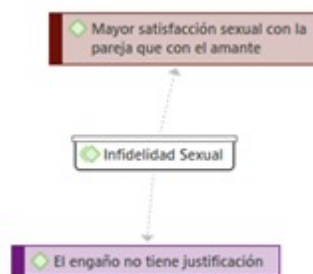 Mayor satisfacción sexual con la
pareja que con el amante
Infidelidad Sexual
El engaño no tiene justificación